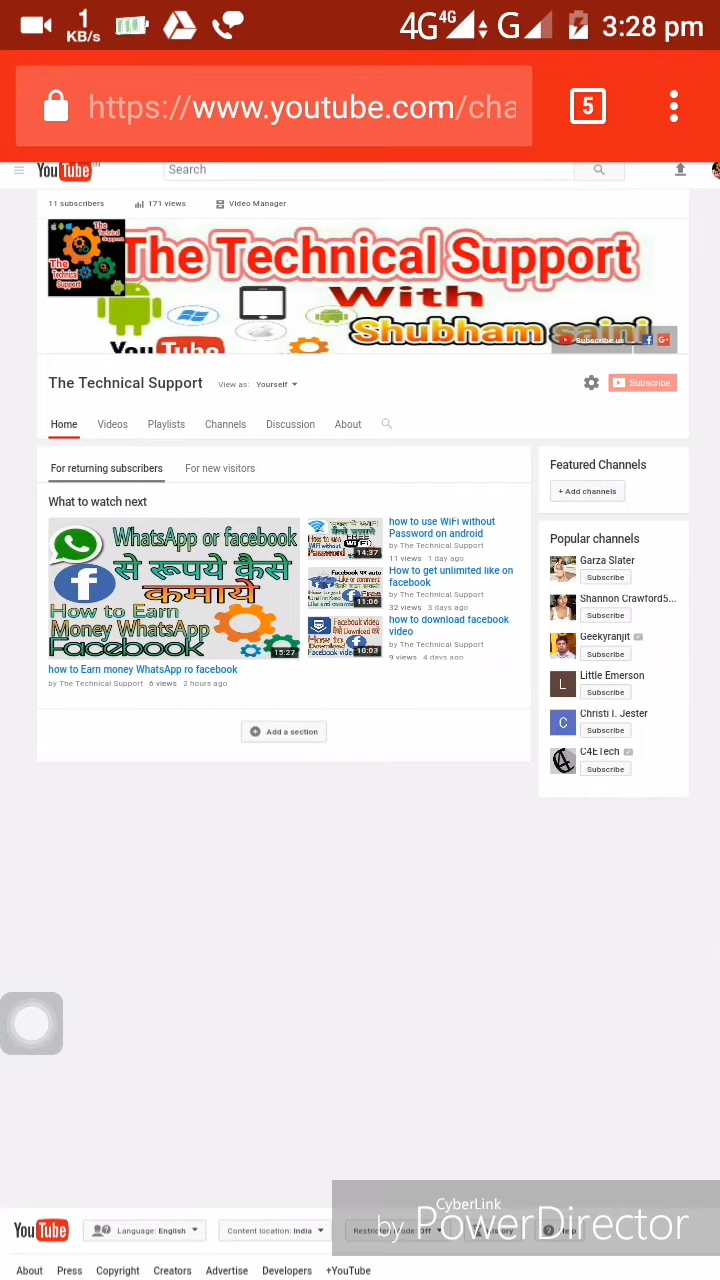 1 KB/s 4G 4G G 3:28 pm
https://www.youtube.com/cha 5
YouTube IN Search
11 subscribers 171 views Video Manager
The Technical Support
The Technical Support
With
Shubham saini
YouTube
Subscribe us
The Technical Support View as: Yourself Subscribe
Home Videos Playlists Channels Discussion About
For returning subscribers For new visitors
What to watch next
WhatsApp or facebook
से रूपये कैसे
कमाये
How to Earn
Money WhatsApp
Facebook
15:27
how to Earn money WhatsApp ro facebook
by The Technical Support 6 views 2 hours ago
14:37
how to use WiFi without
Password on android
by The Technical Support
11 views 1 day ago
11:06
How to get unlimited like on
facebook
by The Technical Support
32 views 3 days ago
10:03
how to download facebook
video
by The Technical Support
9 views 4 days ago
Add a section
Featured Channels
+ Add channels
Popular channels
Garza Slater
Subscribe
Shannon Crawford5...
Subscribe
Geekyranjit
Subscribe
L Little Emerson
Subscribe
C Christi I. Jester
Subscribe
C4ETech
Subscribe
YouTube Language: English Content location: India Restricted Mode: Off History Help
CyberLink
by PowerDirector
About Press Copyright Creators Advertise Developers +YouTube